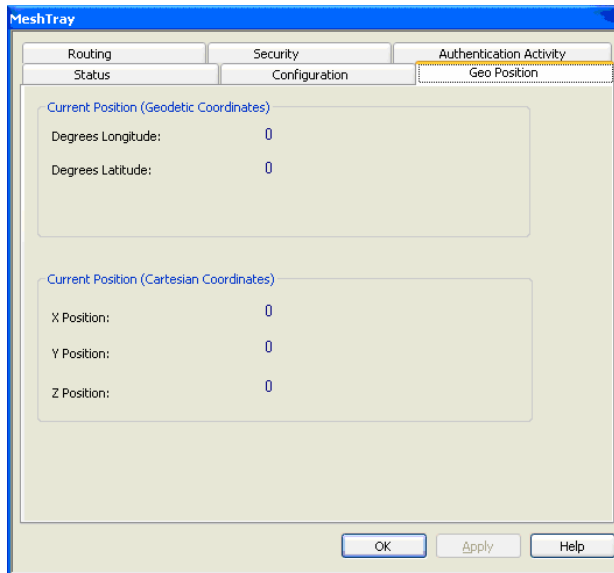 MeshTray
Routing Security Authentication Activity
Status Configuration Geo Position
Current Position (Geodetic Coordinates)
Degrees Longitude: 0
Degrees Latitude: 0
Current Position (Cartesian Coordinates)
X Position: 0
Y Position: 0
Z Position: 0
OK Apply Help